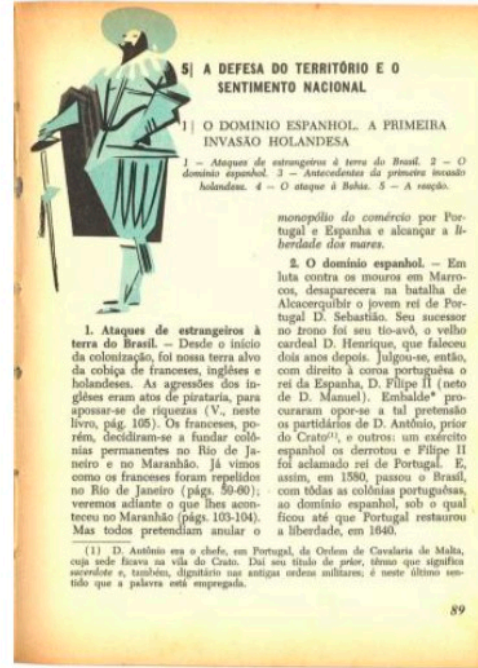 5| A DEFESA DO TERRITÓRIO E O
SENTIMENTO NACIONAL
1| O DOMÍNIO ESPANHOL. A PRIMEIRA
INVASÃO HOLANDESA
1 — Ataques de estrangeiros à terra do Brasil. 2 — O
domínio espanhol. 3 — Antecedentes da primeira invasão
holandesa. 4 — O ataque à Bahia. 5 — A reação.
1. Ataques de estrangeiros à
terra do Brasil. — Desde o início
da colonização, foi nossa terra alvo
da cobiça de franceses, inglêses e
holandeses. As agressões dos in-
glêses eram atos de pirataria, para
apossar-se de riquezas (V., neste
livro, pág. 105). Os franceses, po-
rém, decidiram-se a fundar colô-
nias permanentes no Rio de Ja-
neiro e no Maranhão. Já vimos
como os franceses foram repelidos
no Rio de Janeiro (págs. 59-60);
veremos adiante o que lhes acon-
teceu no Maranhão (págs. 103-104).
Mas todos pretendiam anular o
monopólio do comércio por Por-
tugal e Espanha e alcançar a li-
berdade dos mares.
2. O domínio espanhol. — Em
luta contra os mouros em Marro-
cos, desaparecera na batalha de
Alcacerquibir o jovem rei de Por-
tugal D. Sebastião. Seu sucessor
no trono foi seu tio-avô, o velho
cardeal D. Henrique, que faleceu
dois anos depois. Julgou-se, então,
com direito à coroa portuguêsa o
rei da Espanha, D. Filipe II (neto
de D. Manuel). Embalde* pro-
curaram opor-se a tal pretensão
os partidários de D. Antônio, prior
do Crato(1), e outros: um exército
espanhol os derrotou e Filipe II
foi aclamado rei de Portugal. E,
assim, em 1580, passou o Brasil,
com tôdas as colônias portuguêsas,
ao domínio espanhol, sob o qual
ficou até que Portugal restaurou
a liberdade, em 1640.
(1) D. Antônio era o chefe, em Portugal, da Ordem de Cavalaria de Malta,
cuja sede ficava na vila do Crato. Daí seu título de prior, têrmo que significa
sacerdote e, também, dignitário nas antigas ordens militares; é neste último sen-
tido que a palavra está empregada.
89